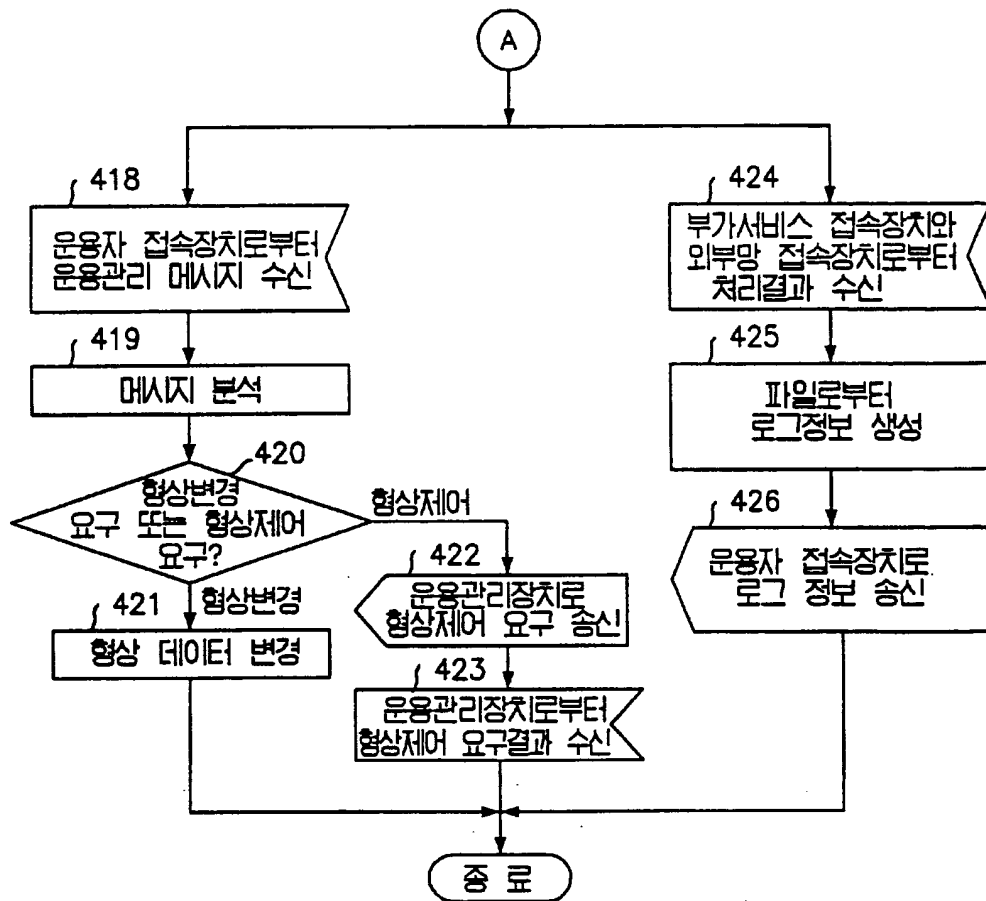 A
418
운용자 접속장치로부터
운용관리 메시지 수신
419
메시지 분석
420
형상변경
요구 또는 형상제어
요구?
형상제어
형상변경
421
형상 데이터 변경
422
운용관리장치로
형상제어 요구 송신
423
운용관리장치로부터
형상제어 요구결과 수신
424
부가서비스 접속장치와
외부망 접속장치로부터
처리결과 수신
425
파일로부터
로그정보 생성
426
운용자 접속장치로
로그 정보 송신
종 료